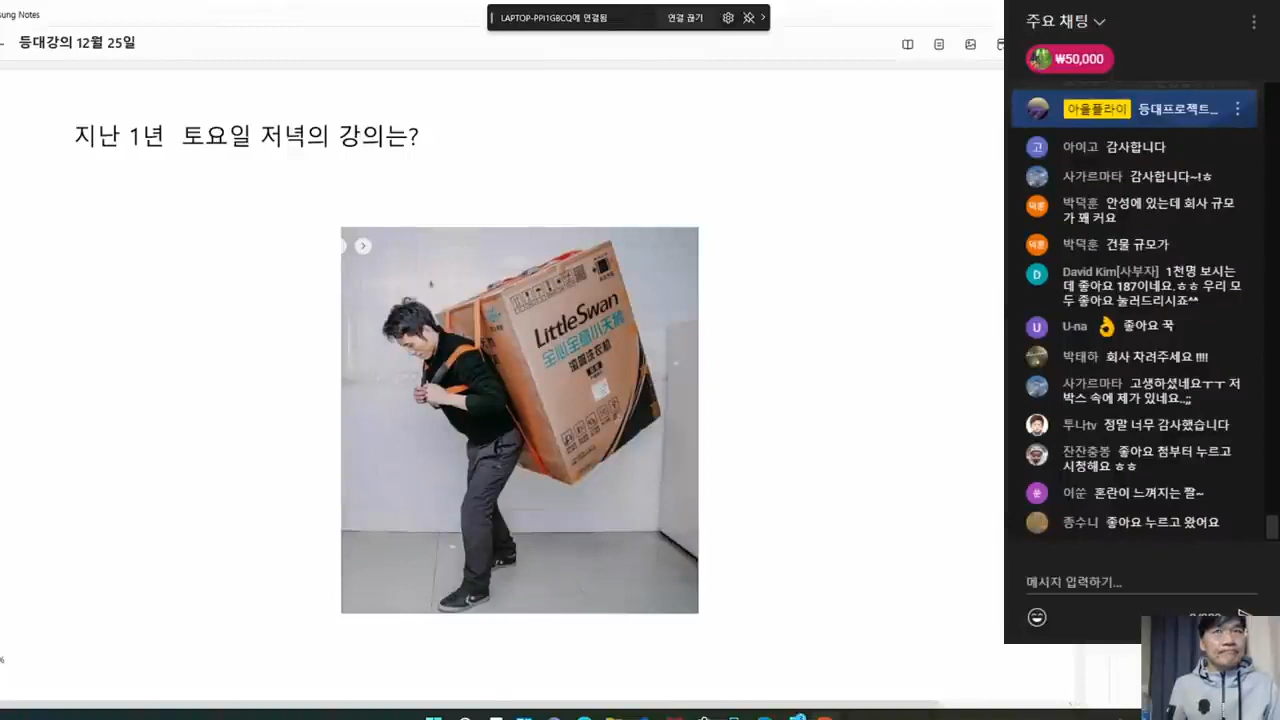 ung Notes
등대강의 12월 25일
LAPTOP-PPI1GBCQ에 연결됨
연결 끊기
지난 1년 토요일 저녁의 강의는?
LittleSwan
全心全意小天鹅
주요 채팅
₩50,000
아울플라이 등대프로젝트...
아이고 감사합니다
사가르마타 감사합니다~!ㅎ
박덕훈 안성에 있는데 회사 규모
가 꽤 커요
박덕훈 건물 규모가
David Kim[사부자] 1천명 보시는
데 좋아요 187이네요.ㅎㅎ 우리 모
두 좋아요 눌러드리시죠^^
U-na 👌 좋아요 꾹
박태하 회사 자려주세요 !!!!
사가르마타 고생하셨네요ㅜㅜ 저
박스 속에 제가 있네요..;;
투나tv 정말 너무 감사했습니다
잔잔충봉 좋아요 첨부터 누르고
시청해요 ㅎㅎ
이쑨 혼란이 느껴지는 짤~
종수니 좋아요 누르고 왔어요
메시지 입력하기...